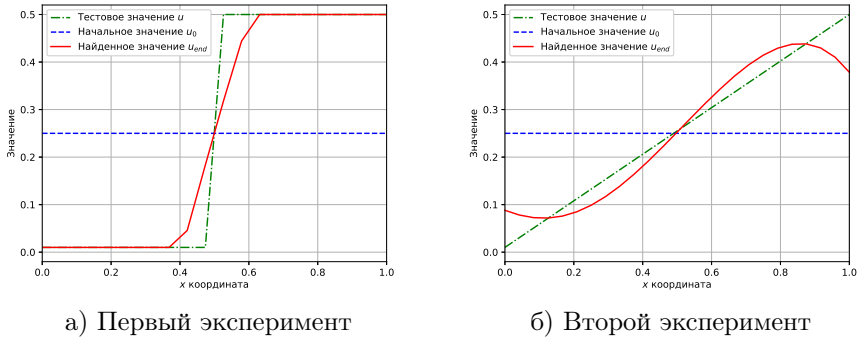 Тестовое значение u
Начальное значение u₀
Найденное значение u_end
Значение
0.5
0.4
0.3
0.2
0.1
0.0
0.0 0.2 0.4 0.6 0.8 1.0
x координата
а) Первый эксперимент
Тестовое значение u
Начальное значение u₀
Найденное значение u_end
Значение
0.5
0.4
0.3
0.2
0.1
0.0
0.0 0.2 0.4 0.6 0.8 1.0
x координата
б) Второй эксперимент